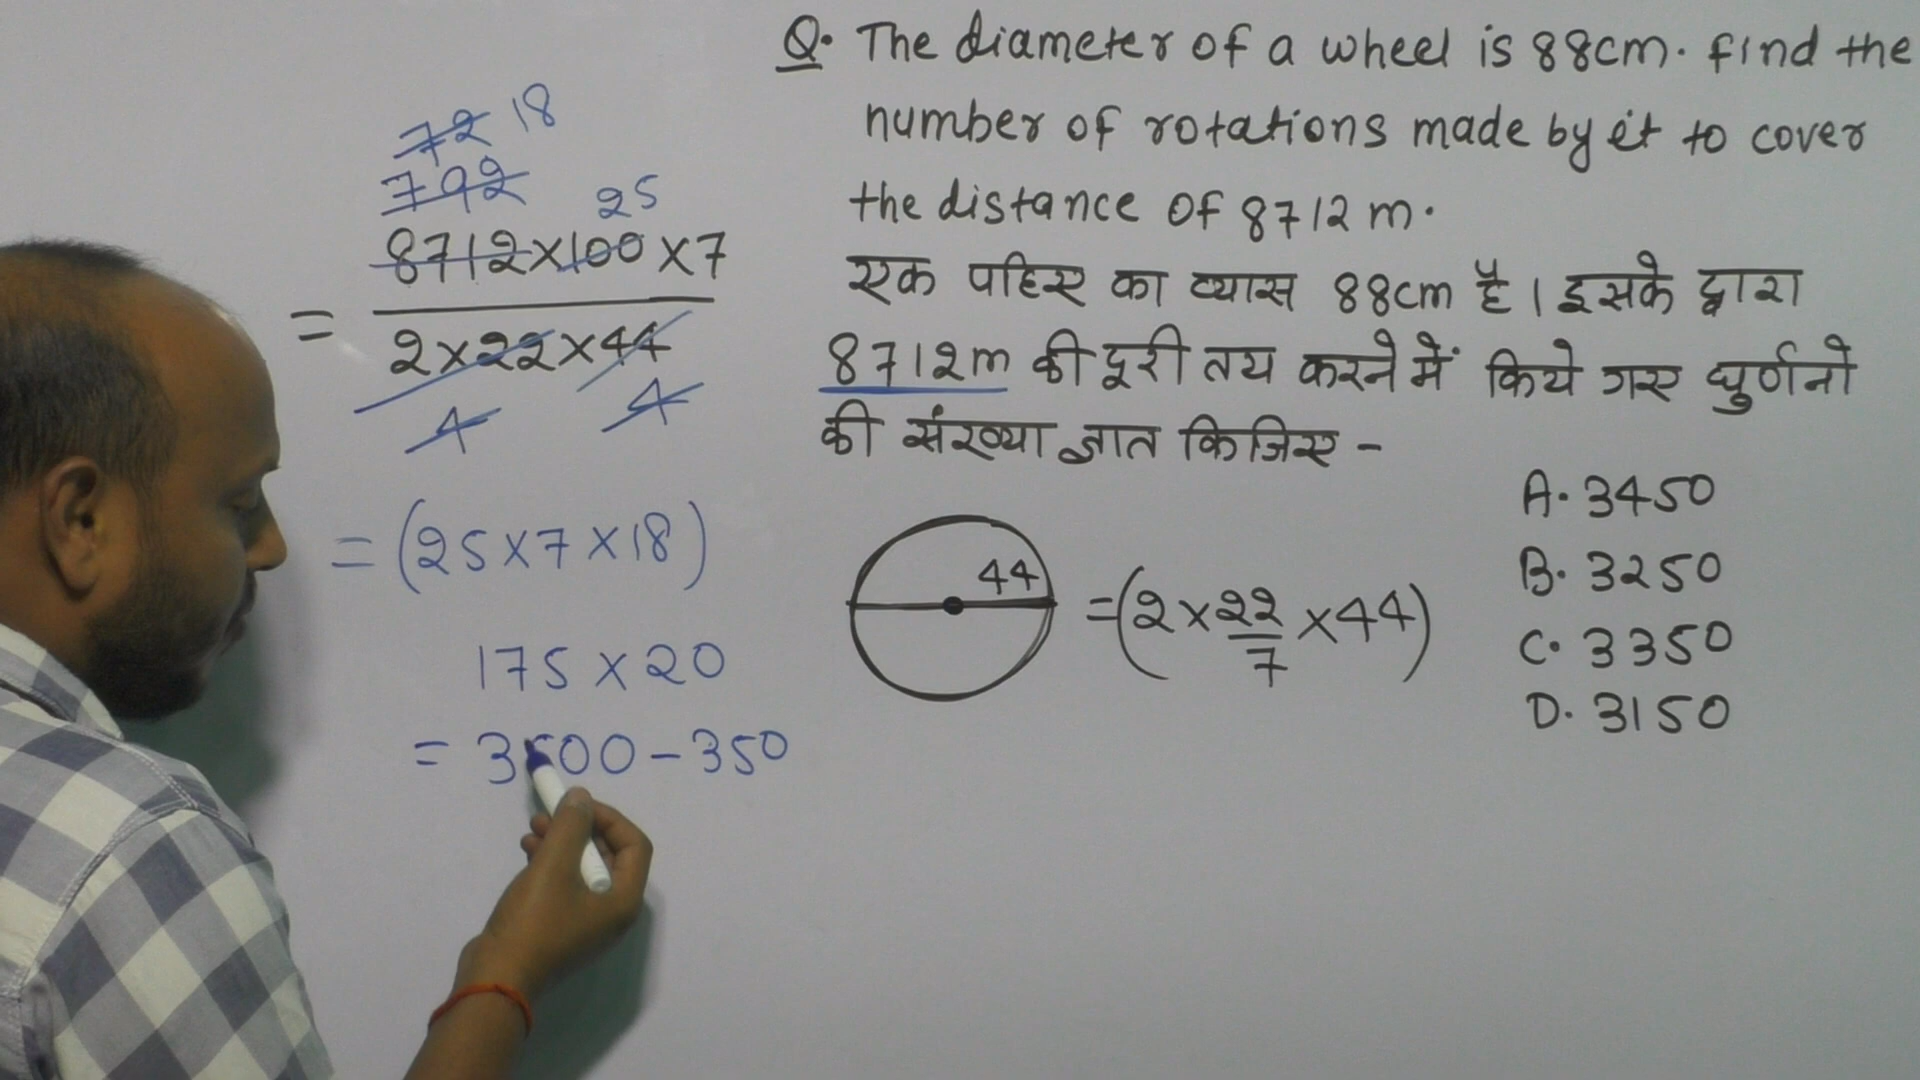 Q. The diameter of a wheel is 88cm. find the
number of rotations made by it to cover
the distance of 8712 m.
एक पहिए का व्यास 88cm है। इसके द्वारा
8712m की दूरी तय करने में किये गए घुर्णनो
की संख्या ज्ञात किजिए -
A. 3450
B. 3250
C. 3350
D. 3150
44
=(2 × 22/7 × 44)
72 18
792
25
= 8712×100×7
2×22×44
4 4
= (25×7×18)
175 × 20
= 3500 - 350